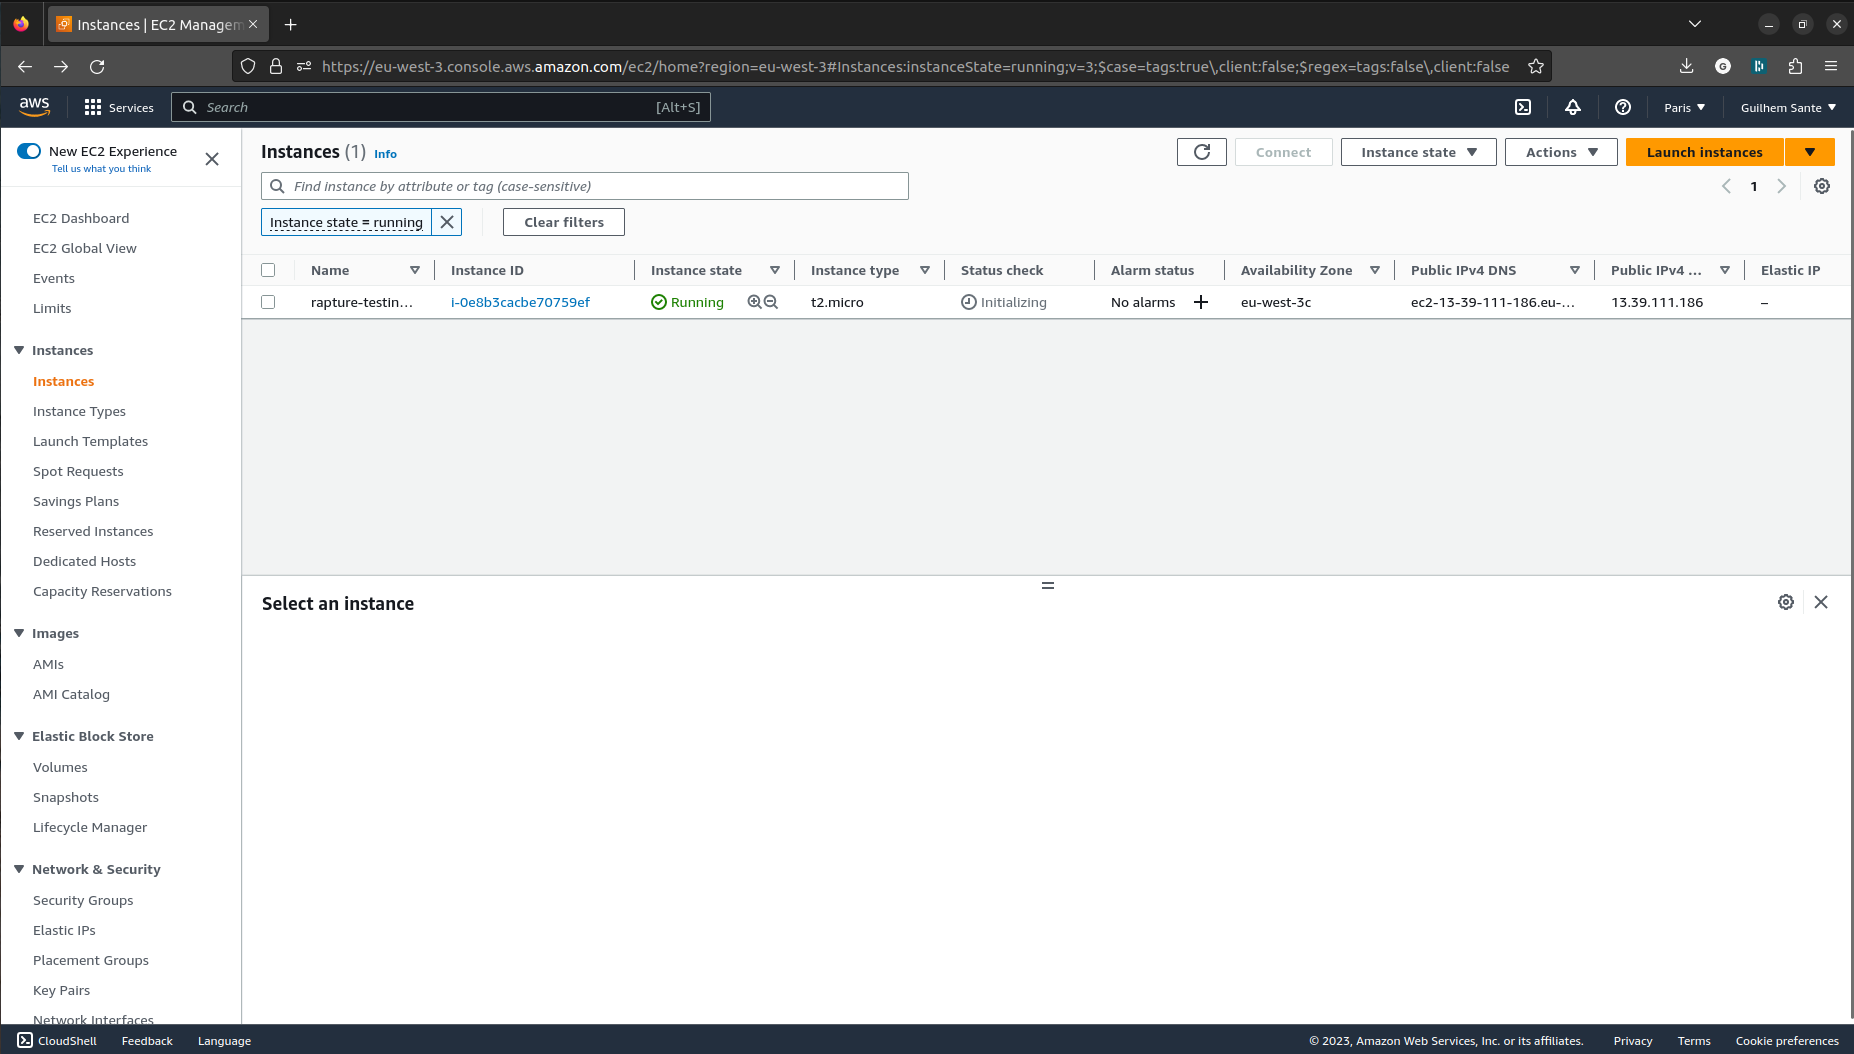 Instances | EC2 Managem
https://eu-west-3.console.aws.amazon.com/ec2/home?region=eu-west-3#Instances:instanceState=running;v=3;$case=tags:true\,client:false;$regex=tags:false\,client:false
G
aws
Services
Search
[Alt+S]
Paris
Guilhem Sante
New EC2 Experience
Tell us what you think
EC2 Dashboard
EC2 Global View
Events
Limits
Instances
Instances
Instance Types
Launch Templates
Spot Requests
Savings Plans
Reserved Instances
Dedicated Hosts
Capacity Reservations
Images
AMIs
AMI Catalog
Elastic Block Store
Volumes
Snapshots
Lifecycle Manager
Network & Security
Security Groups
Elastic IPs
Placement Groups
Key Pairs
Network Interfaces
Instances (1) Info
Connect
Instance state
Actions
Launch instances
Find instance by attribute or tag (case-sensitive)
1
Instance state = running
Clear filters
Name Instance ID Instance state Instance type Status check Alarm status Availability Zone Public IPv4 DNS Public IPv4 ... Elastic IP
rapture-testin... i-0e8b3cacbe70759ef Running t2.micro Initializing No alarms eu-west-3c ec2-13-39-111-186.eu-... 13.39.111.186 –
Select an instance
CloudShell Feedback Language © 2023, Amazon Web Services, Inc. or its affiliates. Privacy Terms Cookie preferences